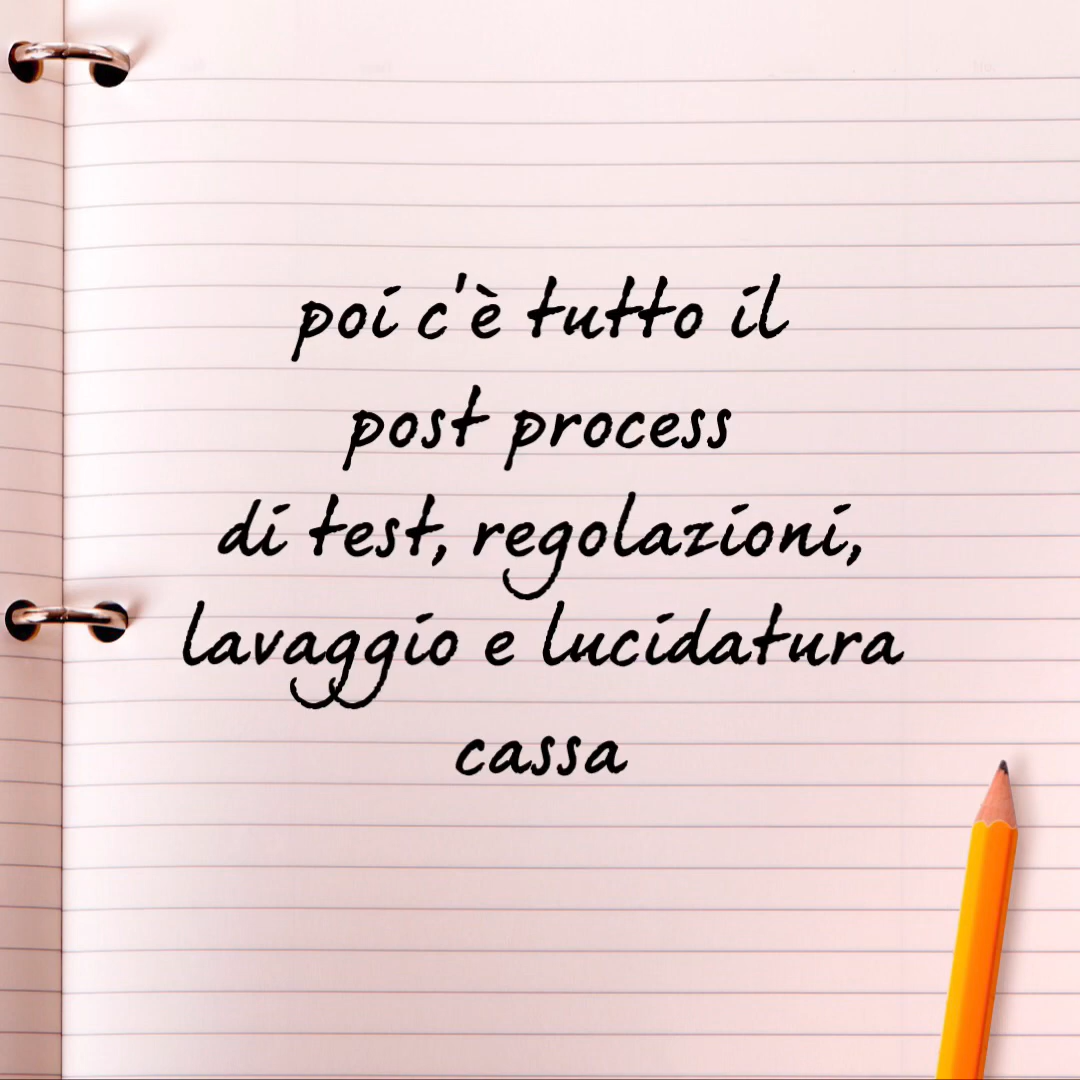 poi c'è tutto il
post process
di test, regolazioni,
lavaggio e lucidatura
cassa